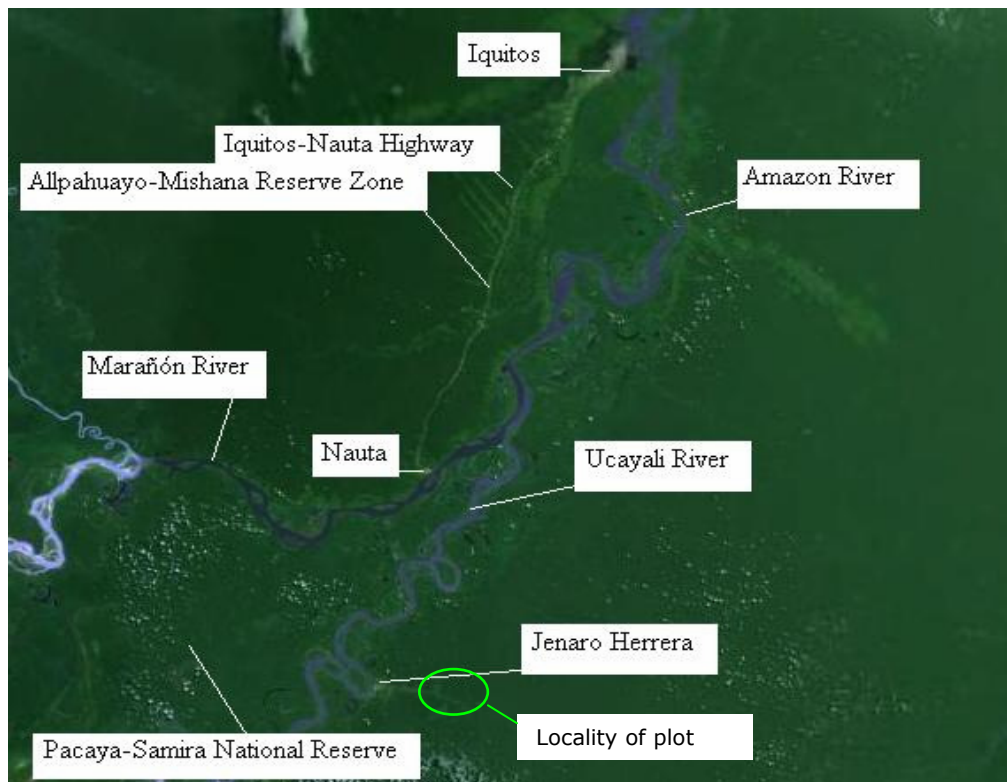 Iquitos
Iquitos-Nauta Highway
Allpahuayo-Mishana Reserve Zone
Amazon River
Marañón River
Nauta
Ucayali River
Jenaro Herrera
Locality of plot
Pacaya-Samira National Reserve